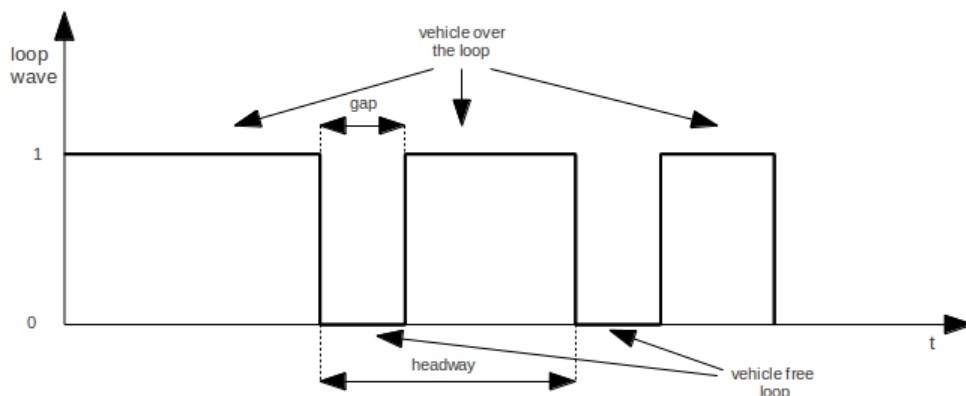 vehicle over
the loop
loop
wave
gap
1
0
t
headway
vehicle free
loop